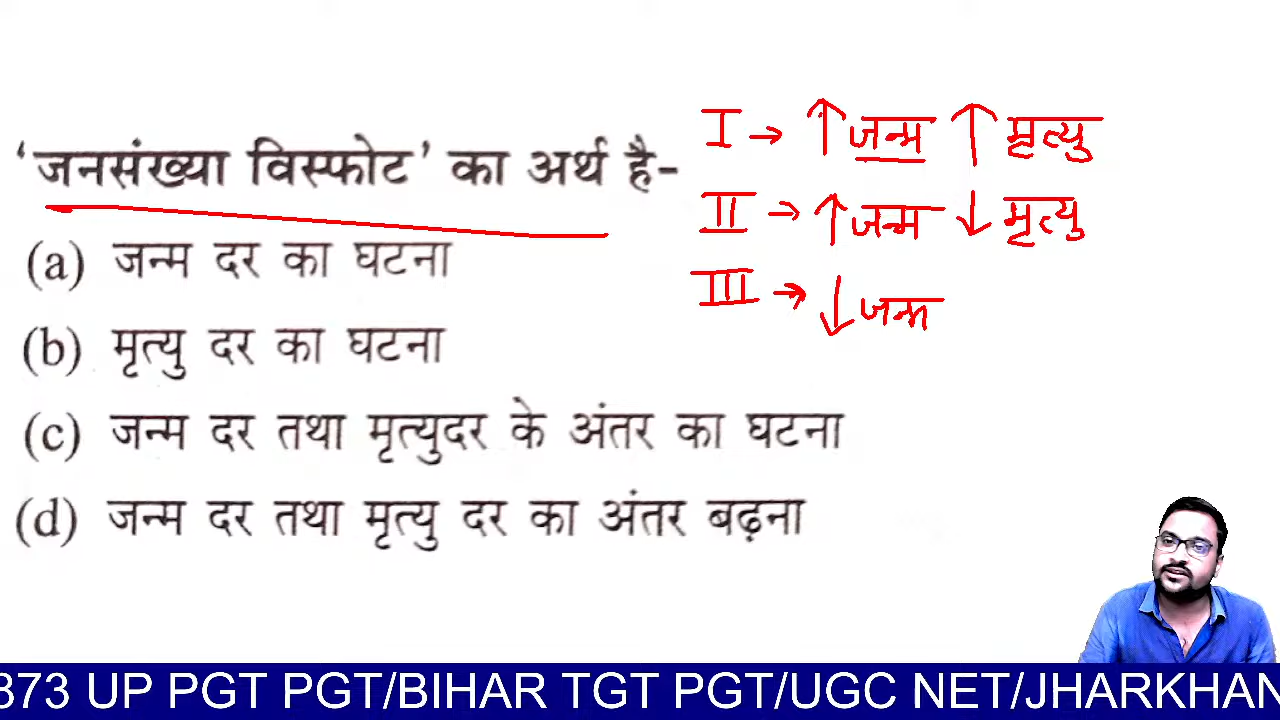 'जनसंख्या विस्फोट' का अर्थ है-
(a) जन्म दर का घटना
(b) मृत्यु दर का घटना
(c) जन्म दर तथा मृत्युदर के अंतर का घटना
(d) जन्म दर तथा मृत्यु दर का अंतर बढ़ना
I → ↑ जन्म ↑ मृत्यु
II → ↑ जन्म ↓ मृत्यु
III → ↓ जन्म
873 UP PGT PGT/BIHAR TGT PGT/UGC NET/JHARKHAN